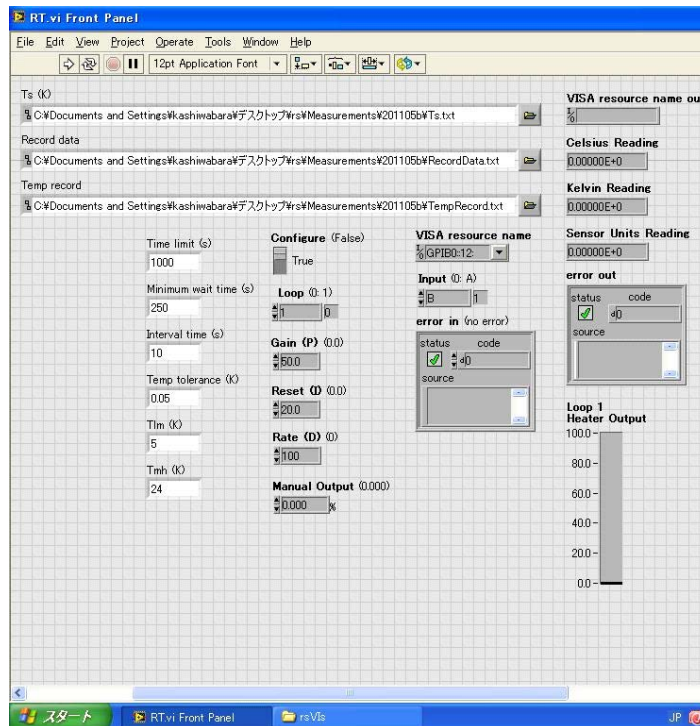 RT.vi Front Panel
File Edit View Project Operate Tools Window Help
12pt Application Font
Ts (K)
C:¥Documents and Settings¥kashiwabara¥デスクトップ¥rs¥Measurements¥201105b¥Ts.txt
Record data
C:¥Documents and Settings¥kashiwabara¥デスクトップ¥rs¥Measurements¥201105b¥RecordData.txt
Temp record
C:¥Documents and Settings¥kashiwabara¥デスクトップ¥rs¥Measurements¥201105b¥TempRecord.txt
Time limit (s)
1000
Minimum wait time (s)
250
Interval time (s)
10
Temp tolerance (K)
0.05
Tlm (K)
5
Tmh (K)
24
Configure (False)
True
Loop (0: 1)
1 0
Gain (P) (0.0)
50.0
Reset (I) (0.0)
20.0
Rate (D) (0)
100
Manual Output (0.000)
0.000 %
VISA resource name
GPIB0::12:
Input (0: A)
B 1
error in (no error)
status code
d0
source
VISA resource name ou
Celsius Reading
0.00000E+0
Kelvin Reading
0.00000E+0
Sensor Units Reading
0.00000E+0
error out
status code
d0
source
Loop 1
Heater Output
100.0
80.0
60.0
40.0
20.0
0.0
スタート RT.vi Front Panel rsVIs JP